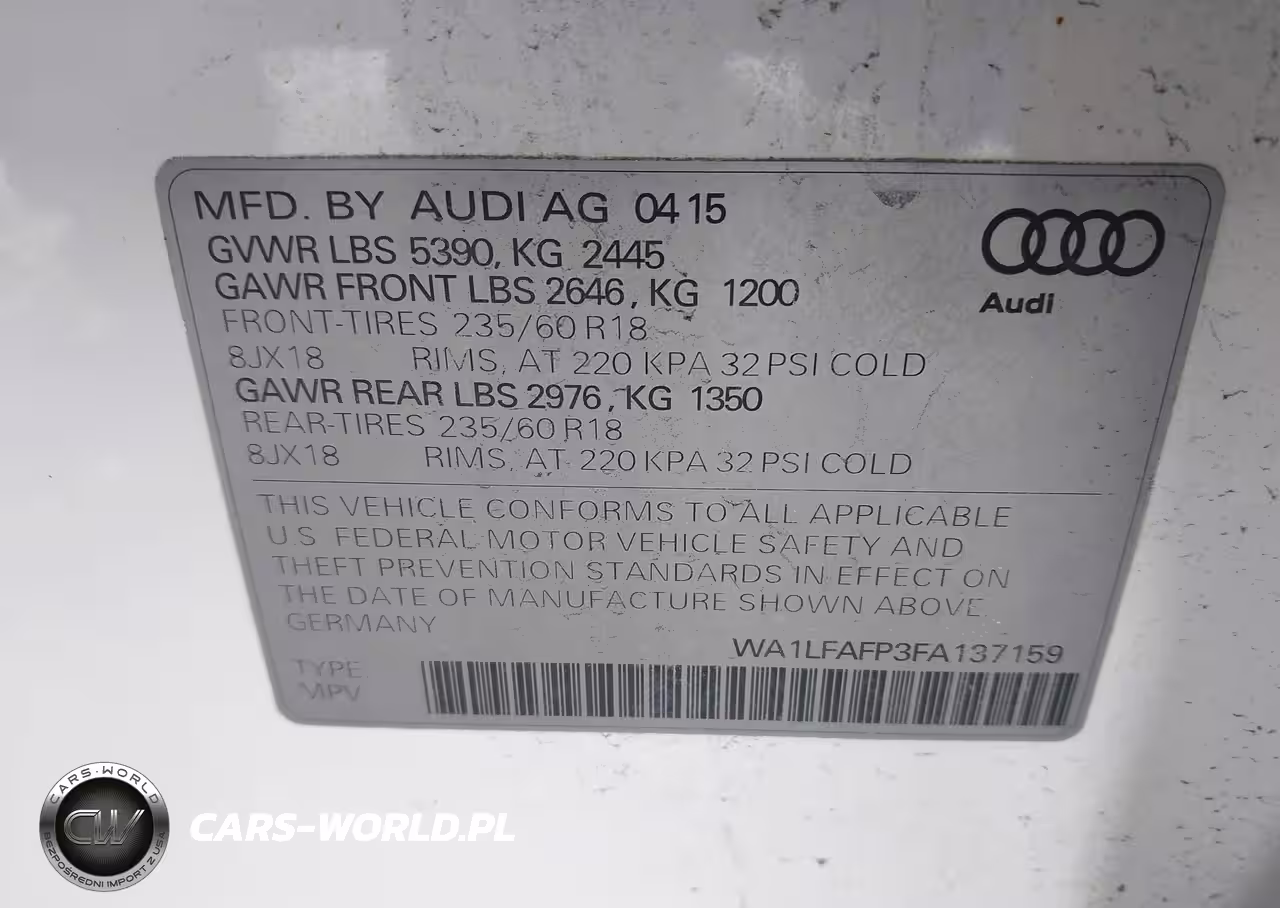 MFD. BY AUDI AG 04 15
GVWR LBS 5390, KG 2445
GAWR FRONT LBS 2646, KG 1200
FRONT-TIRES 235/60 R18
8JX18 RIMS, AT 220 KPA 32 PSI COLD
GAWR REAR LBS 2976, KG 1350
REAR-TIRES 235/60 R18
8JX18 RIMS, AT 220 KPA 32 PSI COLD
Audi
THIS VEHICLE CONFORMS TO ALL APPLICABLE
U.S FEDERAL MOTOR VEHICLE SAFETY AND
THEFT PREVENTION STANDARDS IN EFFECT ON
THE DATE OF MANUFACTURE SHOWN ABOVE
GERMANY
WA1LFAFP3FA137159
TYPE
MPV
CARS-WORLD
CW
BEZPOŚREDNI IMPORT Z USA
CARS-WORLD.PL